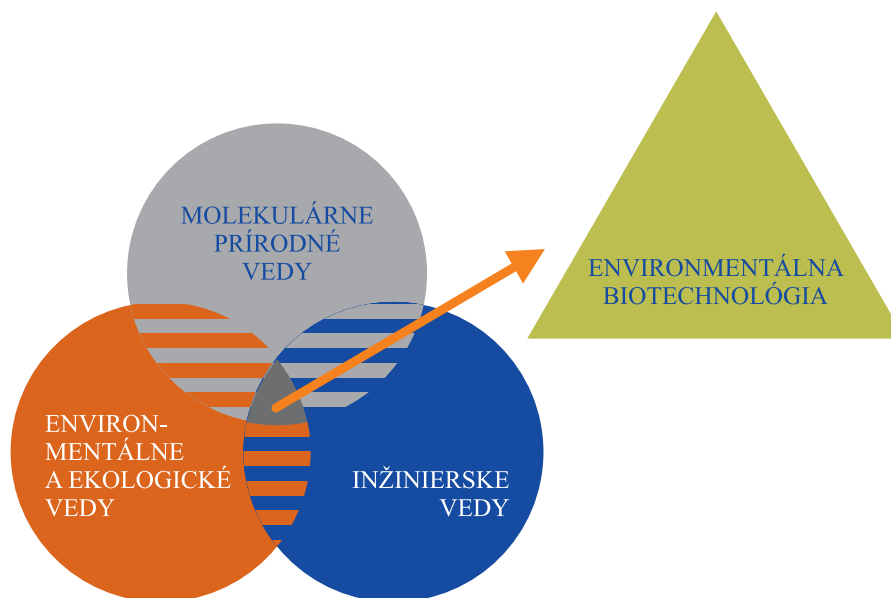 MOLEKULÁRNE
PRÍRODNÉ
VEDY
ENVIRONMENTÁLNA
BIOTECHNOLÓGIA
ENVIRON-
MENTÁLNE
A EKOLOGICKÉ
VEDY
INŽINIERSKE
VEDY